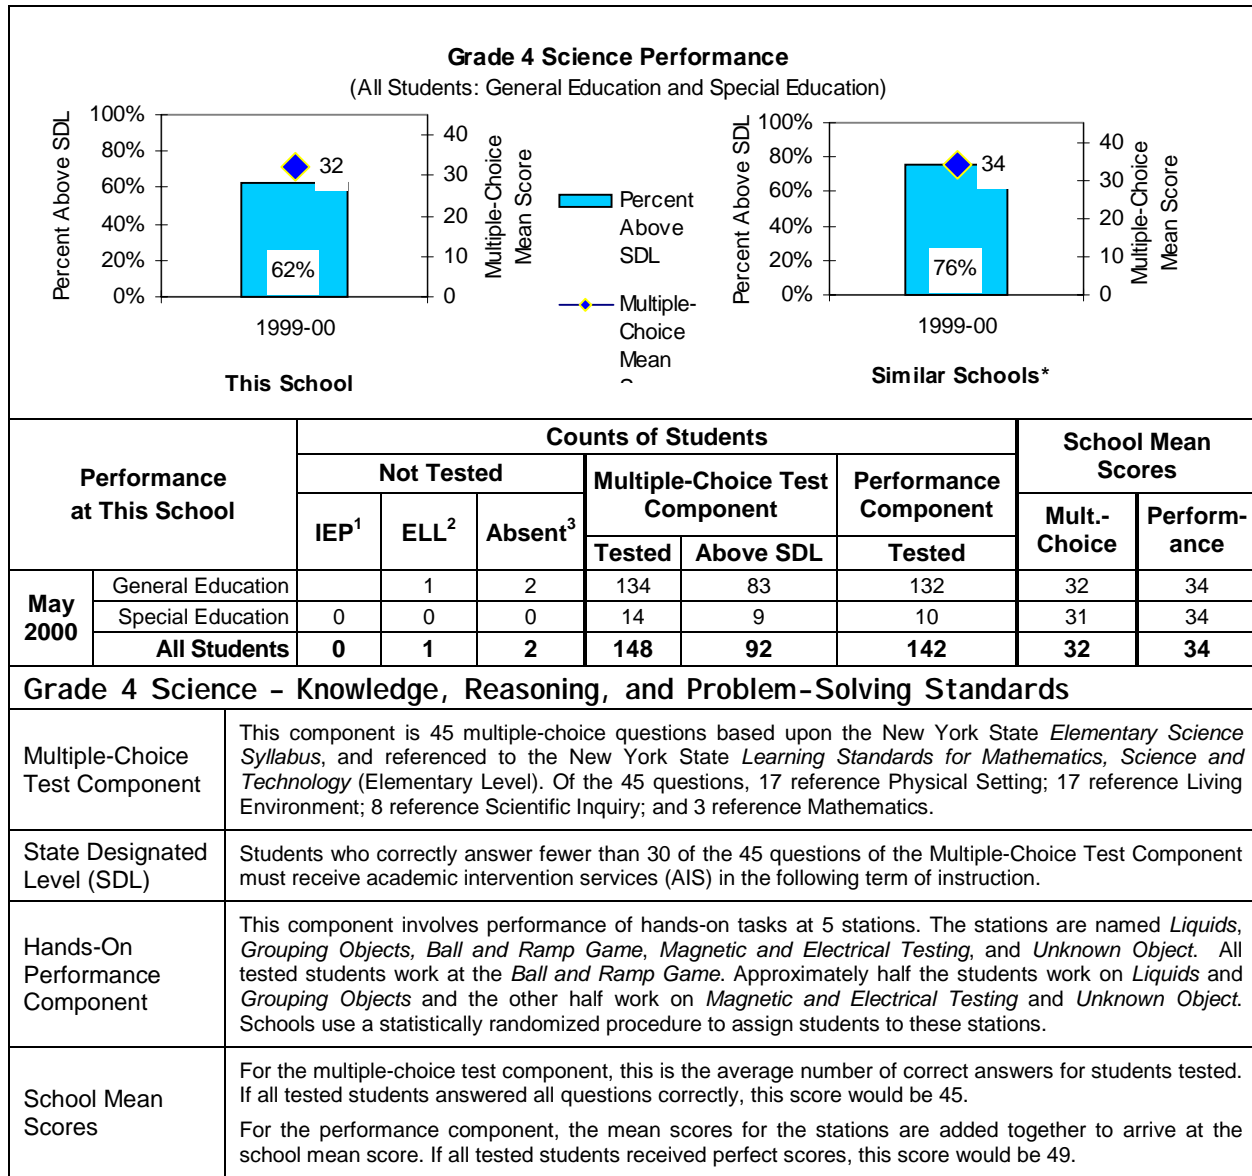 Grade 4 Science Performance
(All Students: General Education and Special Education)
Percent Above SDL
100%
80%
60%
40%
20%
0%
32
62%
40
30
20
10
0
Multiple-Choice
Mean Score
1999-00
This School
Percent
Above
SDL
Multiple-
Choice
Mean
Percent Above SDL
100%
80%
60%
40%
20%
0%
34
76%
40
30
20
10
0
Multiple-Choice
Mean Score
1999-00
Similar Schools*
Performance
at This School
Counts of Students
School Mean
Scores
Not Tested
Multiple-Choice Test
Component
Performance
Component
IEP1 ELL2 Absent3
Tested Above SDL Tested
Mult.-
Choice
Perform-
ance
May
2000
General Education 1 2 134 83 132 32 34
Special Education 0 0 0 14 9 10 31 34
All Students 0 1 2 148 92 142 32 34
Grade 4 Science – Knowledge, Reasoning, and Problem-Solving Standards
Multiple-Choice
Test Component
This component is 45 multiple-choice questions based upon the New York State Elementary Science
Syllabus, and referenced to the New York State Learning Standards for Mathematics, Science and
Technology (Elementary Level). Of the 45 questions, 17 reference Physical Setting; 17 reference Living
Environment; 8 reference Scientific Inquiry; and 3 reference Mathematics.
State Designated
Level (SDL)
Students who correctly answer fewer than 30 of the 45 questions of the Multiple-Choice Test Component
must receive academic intervention services (AIS) in the following term of instruction.
Hands-On
Performance
Component
This component involves performance of hands-on tasks at 5 stations. The stations are named Liquids,
Grouping Objects, Ball and Ramp Game, Magnetic and Electrical Testing, and Unknown Object. All
tested students work at the Ball and Ramp Game. Approximately half the students work on Liquids and
Grouping Objects and the other half work on Magnetic and Electrical Testing and Unknown Object.
Schools use a statistically randomized procedure to assign students to these stations.
School Mean
Scores
For the multiple-choice test component, this is the average number of correct answers for students tested.
If all tested students answered all questions correctly, this score would be 45.
For the performance component, the mean scores for the stations are added together to arrive at the
school mean score. If all tested students received perfect scores, this score would be 49.